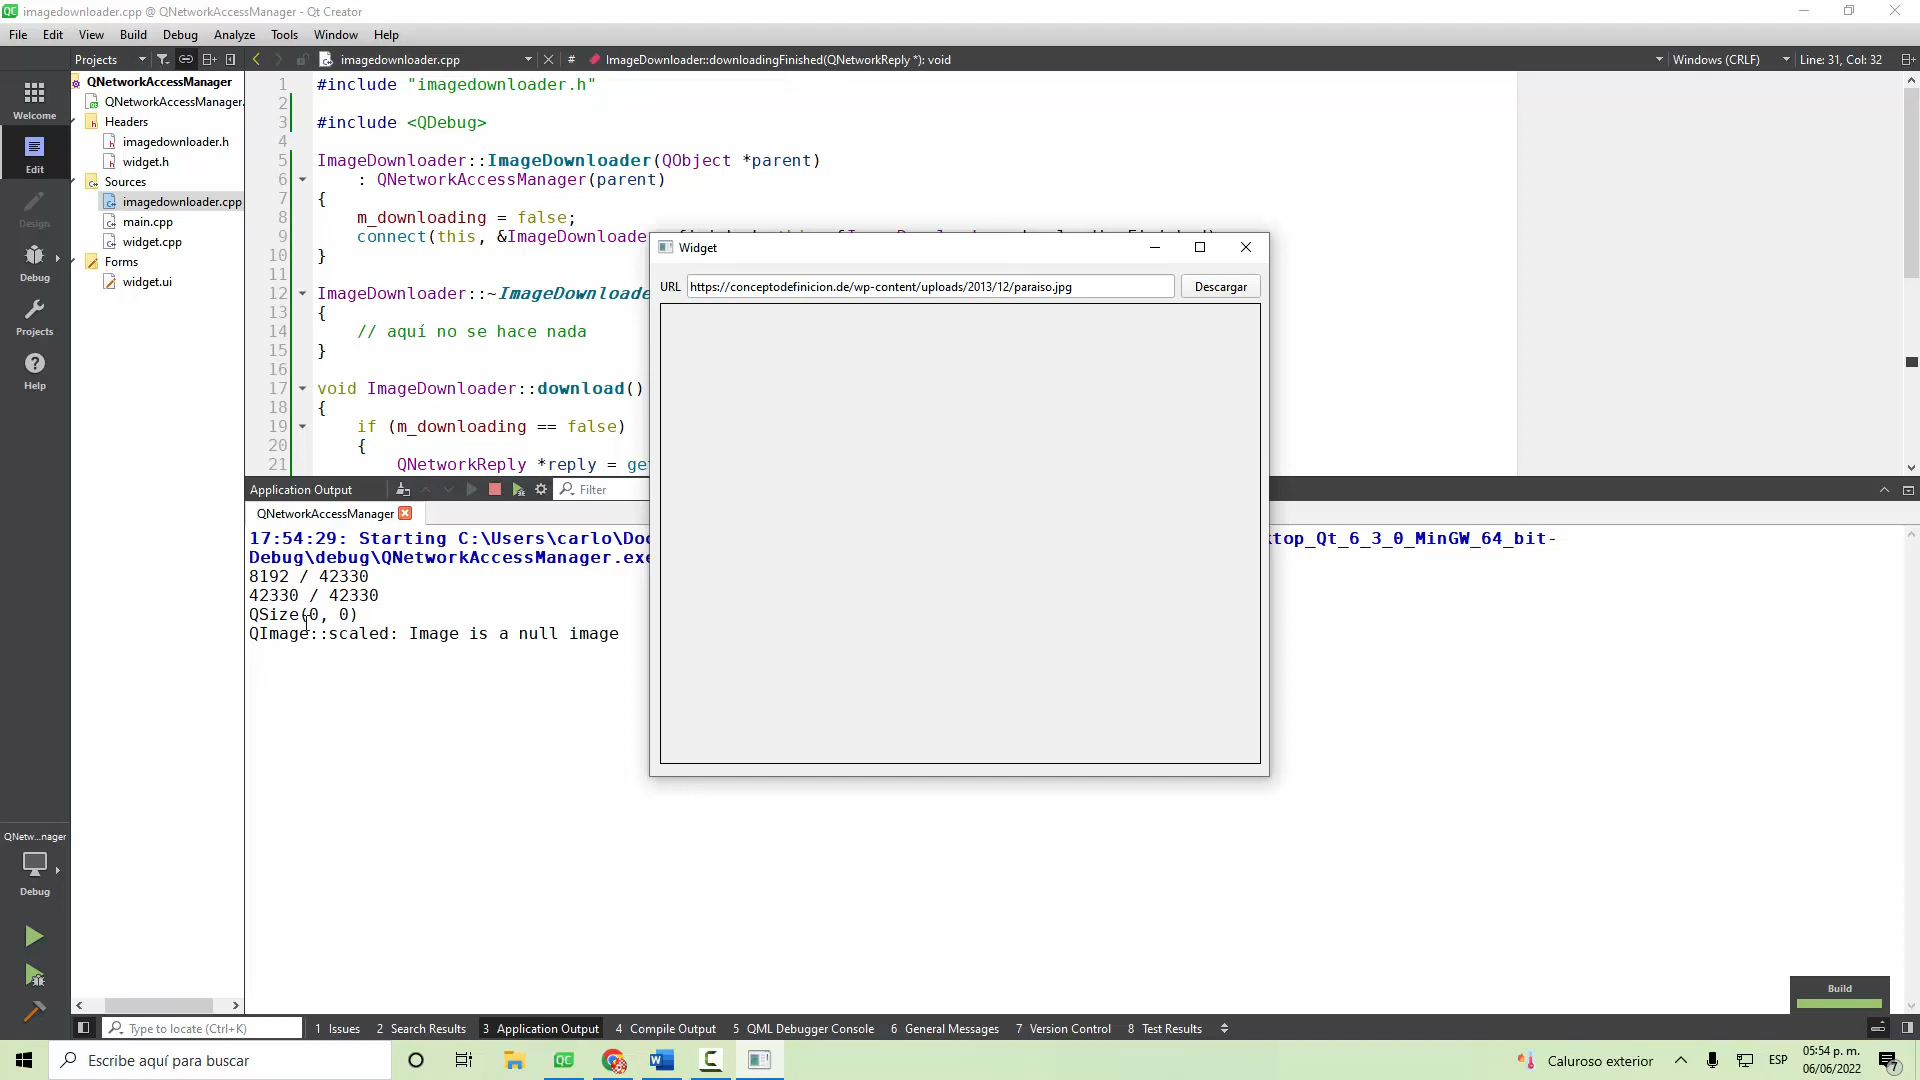 imagedownloader.cpp @ QNetworkAccessManager - Qt Creator
File Edit View Build Debug Analyze Tools Window Help
Projects
imagedownloader.cpp
# ImageDownloader::downloadingFinished(QNetworkReply *): void
Windows (CRLF)
Line: 31, Col: 32
Welcome
Edit
Design
Debug
Projects
Help
QNetworkAccessManager
QNetworkAccessManager.
Headers
imagedownloader.h
widget.h
Sources
imagedownloader.cpp
main.cpp
widget.cpp
Forms
widget.ui
1 #include "imagedownloader.h"
2
3 #include <QDebug>
4
5 ImageDownloader::ImageDownloader(QObject *parent)
6 : QNetworkAccessManager(parent)
7 {
8 m_downloading = false;
9 connect(this, &ImageDownloader
10 }
11
12 ImageDownloader::~ImageDownloade
13 {
14 // aquí no se hace nada
15 }
16
17 void ImageDownloader::download()
18 {
19 if (m_downloading == false)
20 {
21 QNetworkReply *reply = ge
Widget
URL https://conceptodefinicion.de/wp-content/uploads/2013/12/paraiso.jpg Descargar
Application Output
Filter
QNetworkAccessManager
17:54:29: Starting C:\Users\carlo\Doc ktop_Qt_6_3_0_MinGW_64_bit-
Debug\debug\QNetworkAccessManager.exe
8192 / 42330
42330 / 42330
QSize(0, 0)
QImage::scaled: Image is a null image
QNetw...nager
Debug
Build
Type to locate (Ctrl+K)
1 Issues 2 Search Results 3 Application Output 4 Compile Output 5 QML Debugger Console 6 General Messages 7 Version Control 8 Test Results
Escribe aquí para buscar
Caluroso exterior
ESP
05:54 p. m.
06/06/2022
7